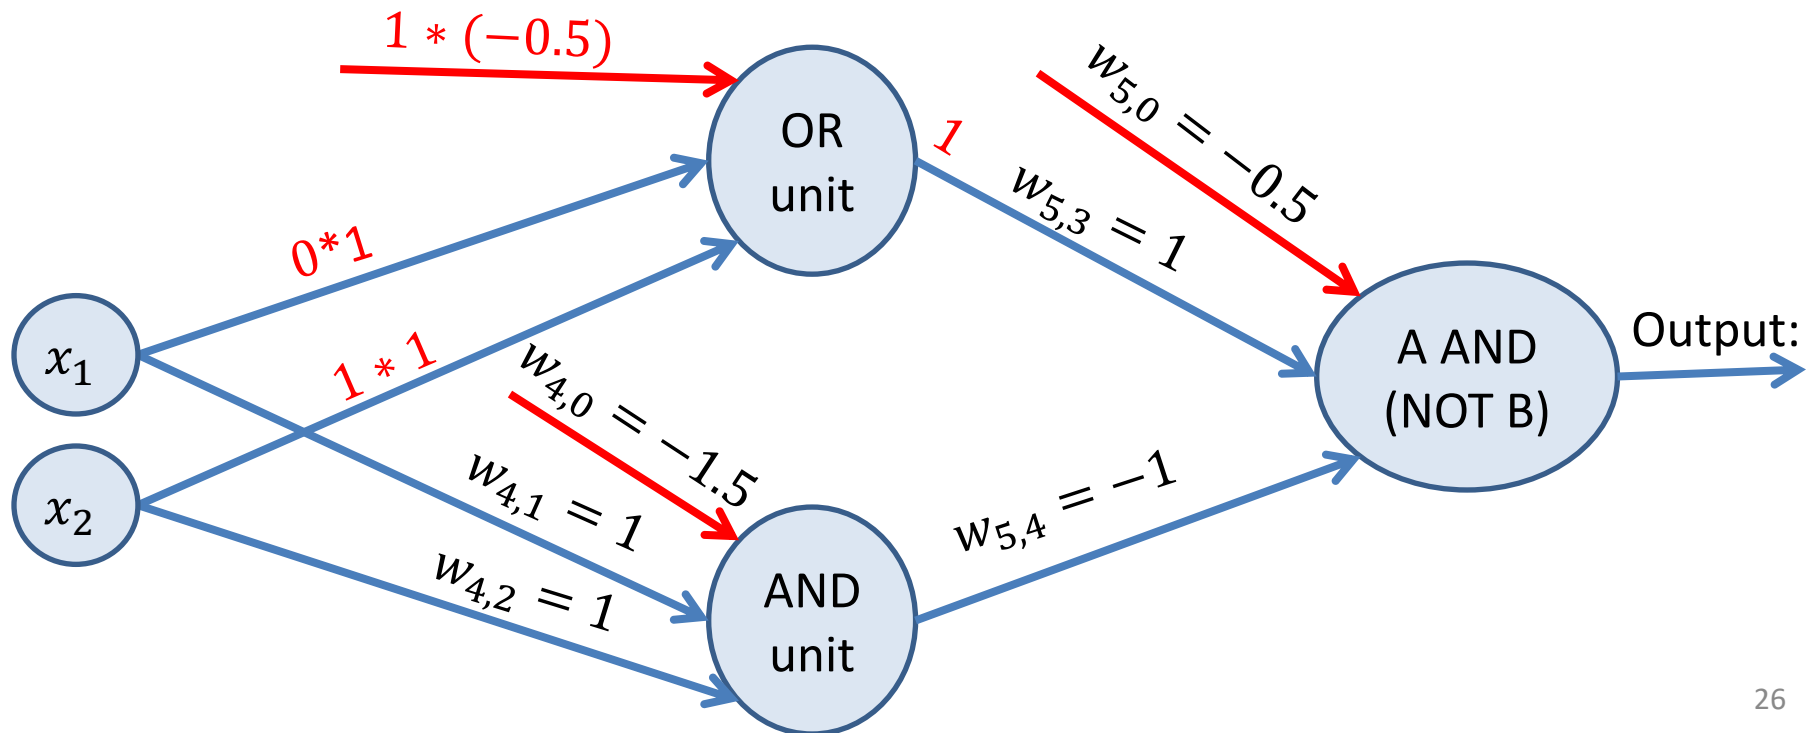 1 ∗ (−0.5)
OR
unit
1
w₅,₀ = −0.5
w₅,₃ = 1
0*1
1 ∗ 1
x₁
x₂
w₄,₀ = −1.5
w₄,₁ = 1
w₄,₂ = 1
AND
unit
w₅,₄ = −1
A AND
(NOT B)
Output:
26